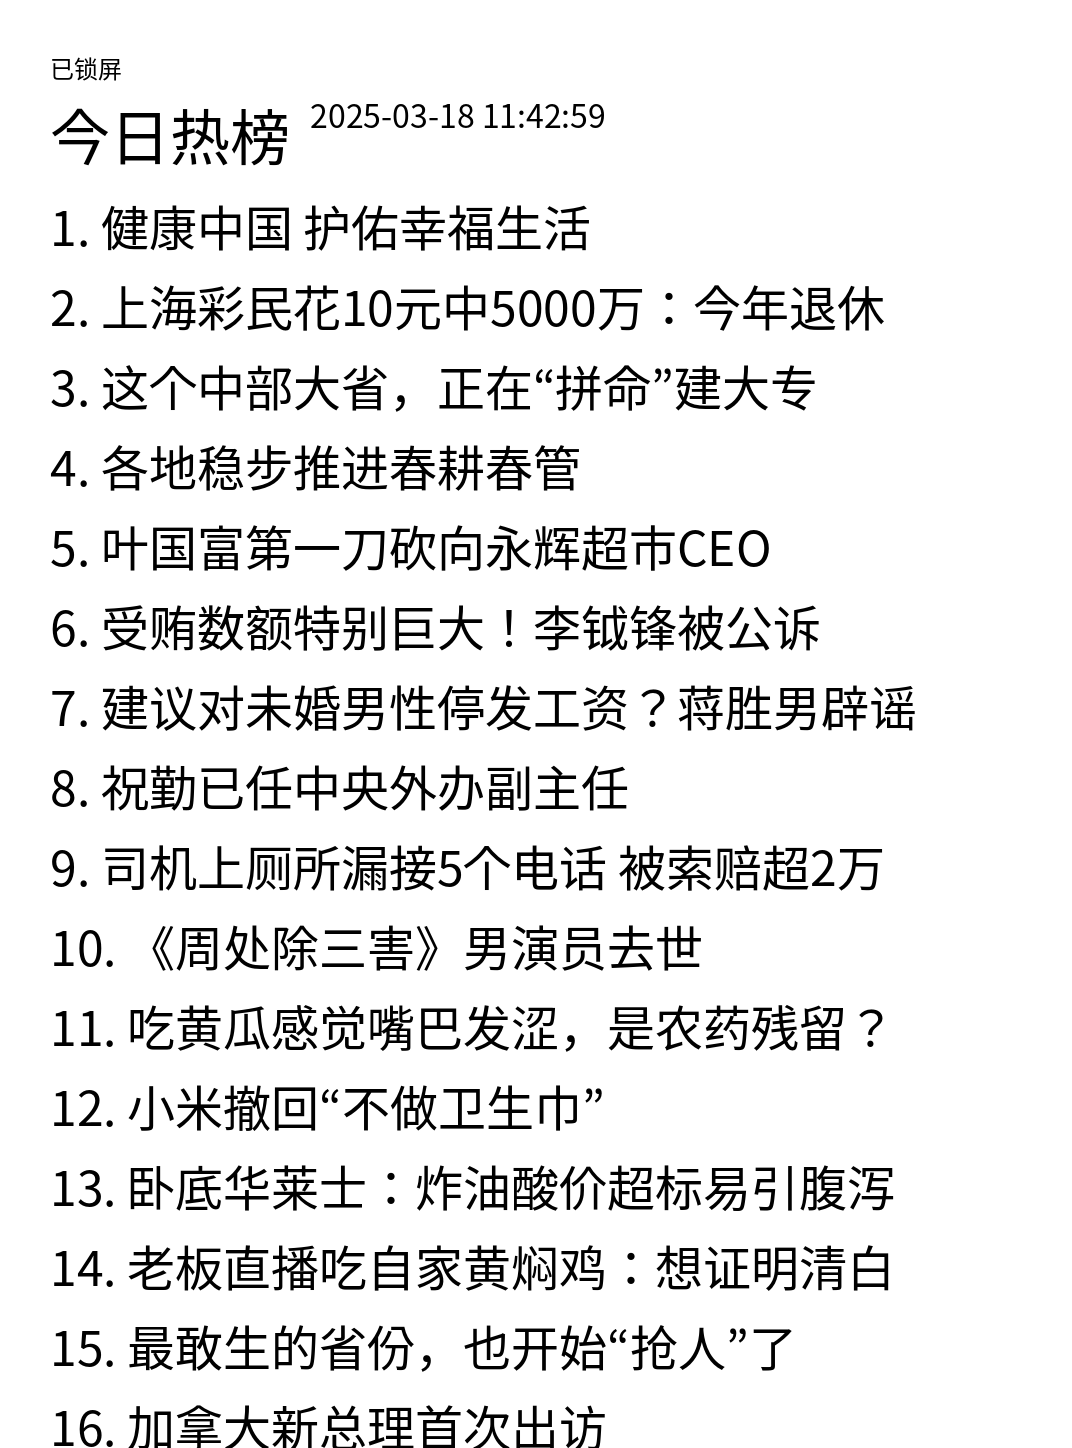 已锁屏
今日热榜 2025-03-18 11:42:59
1. 健康中国 护佑幸福生活
2. 上海彩民花10元中5000万：今年退休
3. 这个中部大省，正在“拼命”建大专
4. 各地稳步推进春耕春管
5. 叶国富第一刀砍向永辉超市CEO
6. 受贿数额特别巨大！李钺锋被公诉
7. 建议对未婚男性停发工资？蒋胜男辟谣
8. 祝勤已任中央外办副主任
9. 司机上厕所漏接5个电话 被索赔超2万
10. 《周处除三害》男演员去世
11. 吃黄瓜感觉嘴巴发涩，是农药残留？
12. 小米撤回“不做卫生巾”
13. 卧底华莱士：炸油酸价超标易引腹泻
14. 老板直播吃自家黄焖鸡：想证明清白
15. 最敢生的省份，也开始“抢人”了
16. 加拿大新总理首次出访